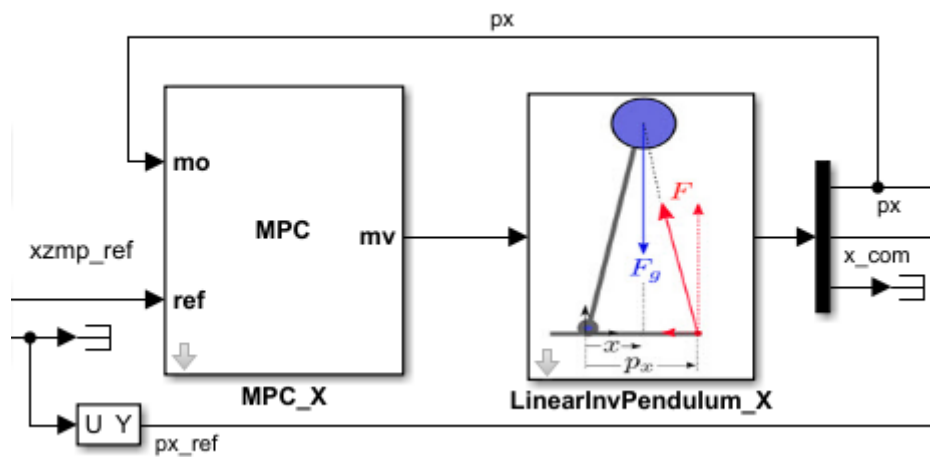 px
mo
MPC
mv
xzmp_ref
ref
MPC_X
F
F_g
x
p_x
LinearInvPendulum_X
px
x_com
U Y
px_ref